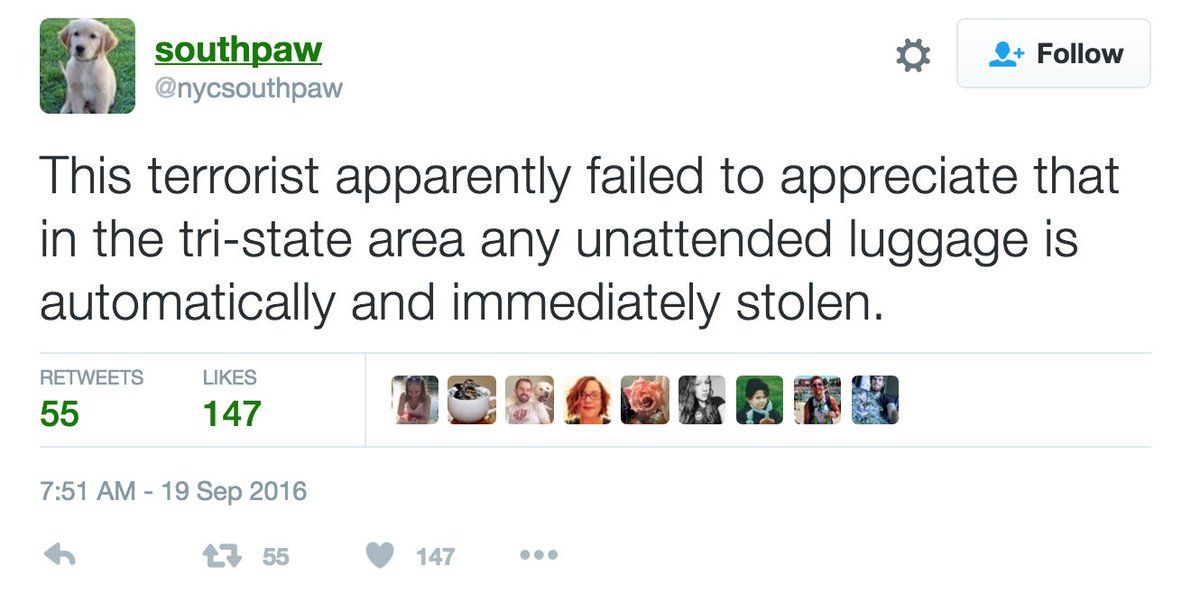 southpaw
@nycsouthpaw
Follow
This terrorist apparently failed to appreciate that
in the tri-state area any unattended luggage is
automatically and immediately stolen.
RETWEETS LIKES
55 147
7:51 AM - 19 Sep 2016
55 147